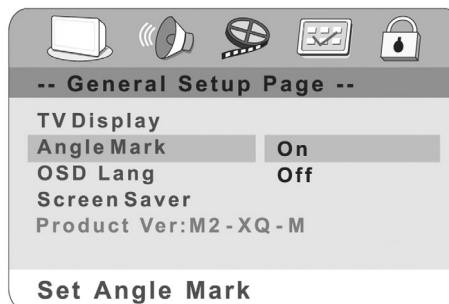 -- General Setup Page --
TV Display
Angle Mark On
OSD Lang Off
Screen Saver
Product Ver:M2-XQ-M
Set Angle Mark